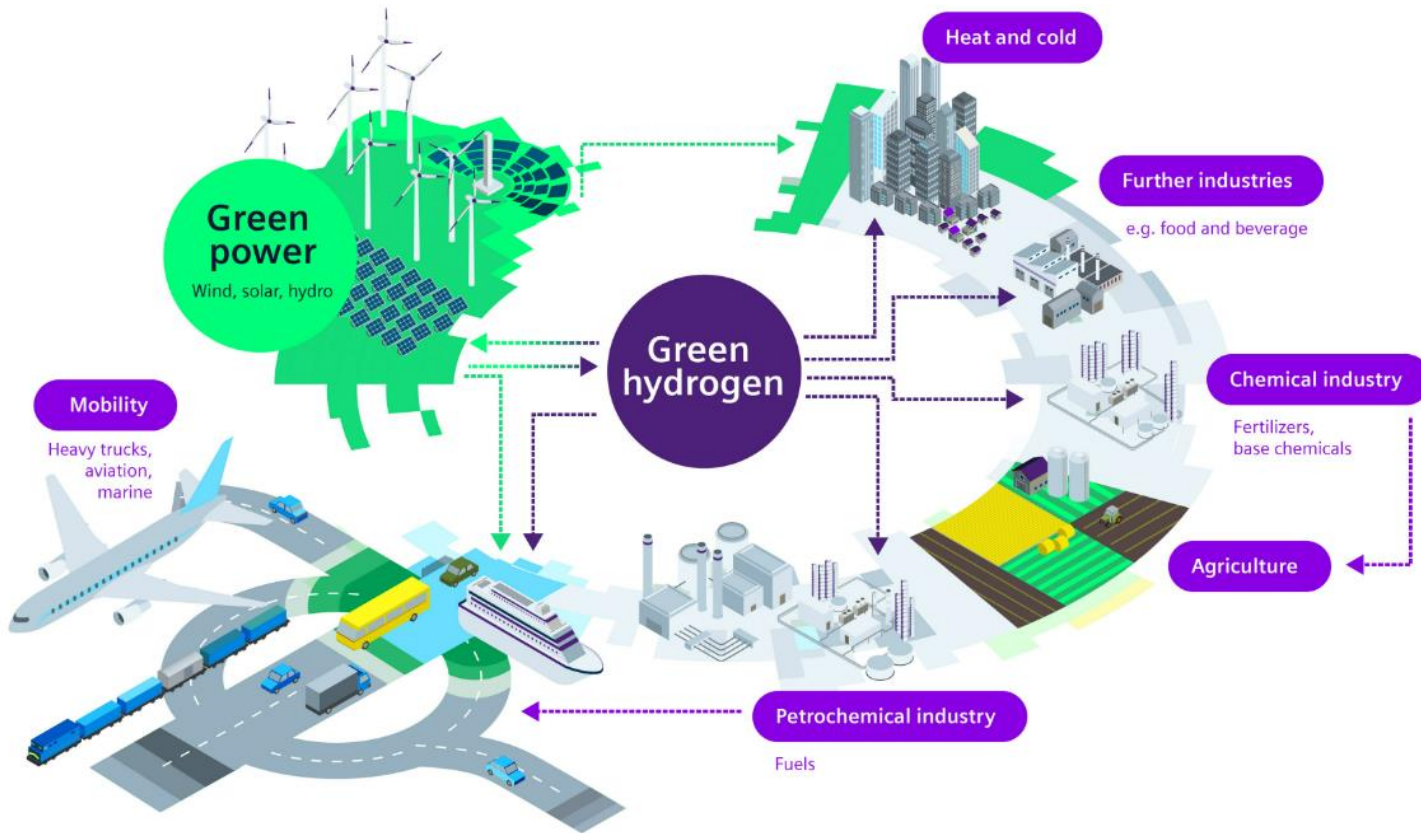 Heat and cold
Green
power
Wind, solar, hydro
Further industries
e.g. food and beverage
Green
hydrogen
Mobility
Heavy trucks,
aviation,
marine
Chemical industry
Fertilizers,
base chemicals
Agriculture
Petrochemical industry
Fuels